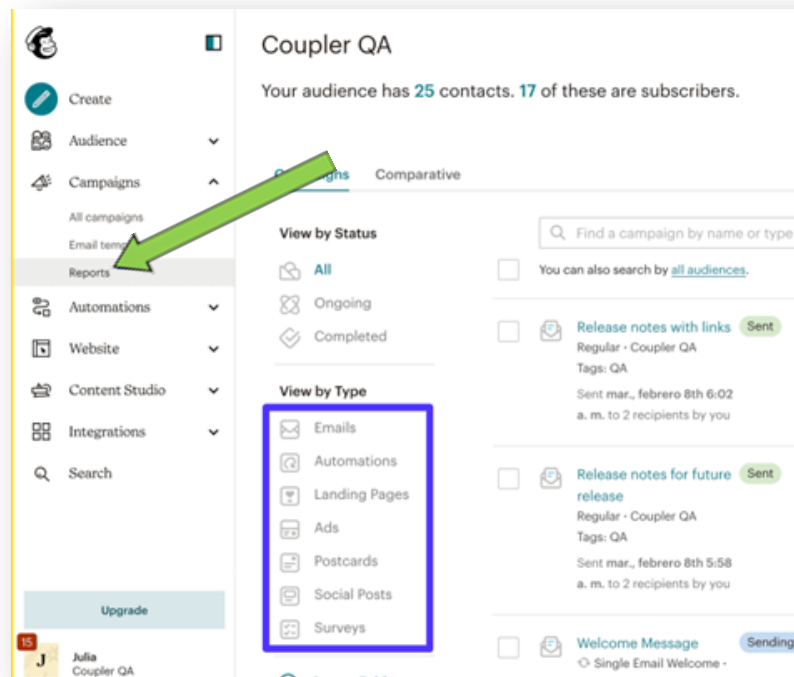 Coupler QA
Your audience has 25 contacts. 17 of these are subscribers.
Create
Audience
Campaigns
All campaigns
Email
Reports
Automations
Website
Content Studio
Integrations
Search
Upgrade
15
J
Julia
Coupler QA
Comparative
View by Status
All
Ongoing
Completed
View by Type
Emails
Automations
Landing Pages
Ads
Postcards
Social Posts
Surveys
Find a campaign by name or type
You can also search by all audiences.
Release notes with links Sent
Regular · Coupler QA
Tags: QA
Sent mar., febrero 8th 6:02
a. m. to 2 recipients by you
Release notes for future Sent
release
Regular · Coupler QA
Tags: QA
Sent mar., febrero 8th 5:58
a. m. to 2 recipients by you
Welcome Message Sending
Single Email Welcome ·